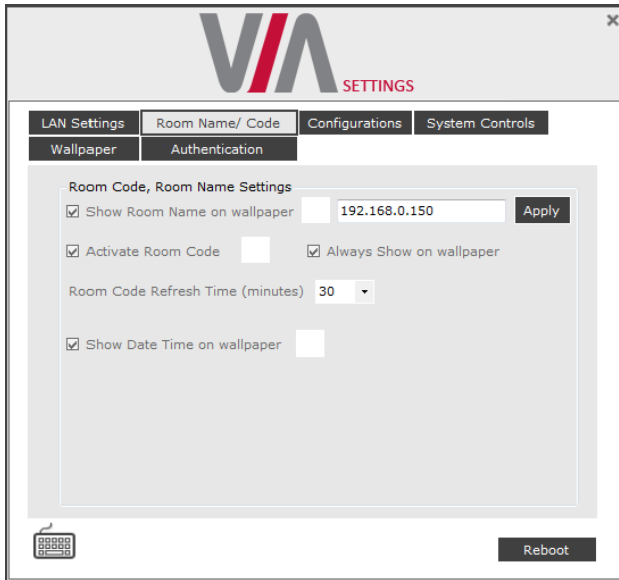 VIA SETTINGS
LAN Settings Room Name/ Code Configurations System Controls
Wallpaper Authentication
Room Code, Room Name Settings
Show Room Name on wallpaper 192.168.0.150 Apply
Activate Room Code Always Show on wallpaper
Room Code Refresh Time (minutes) 30
Show Date Time on wallpaper
Reboot